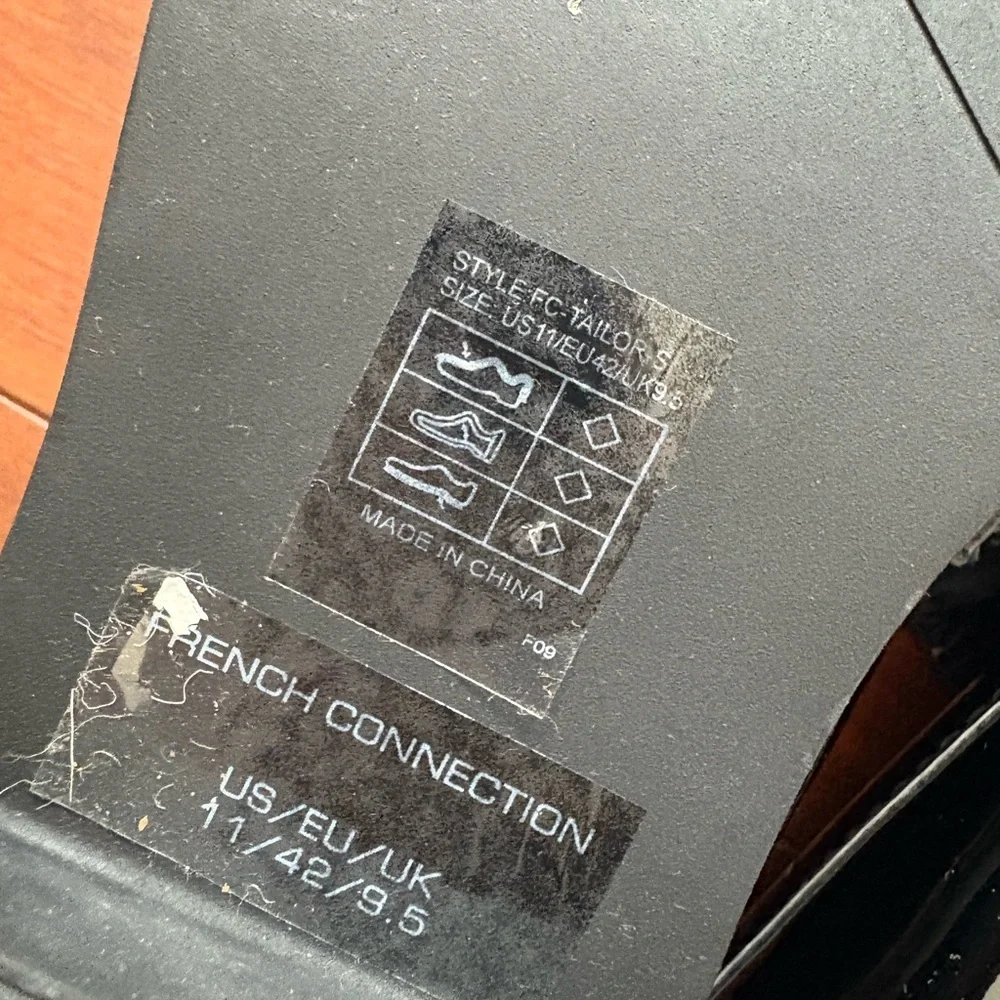 STYLE:FC-TAILOR S
SIZE: US11/EU42/UK9.5
MADE IN CHINA
F09
FRENCH CONNECTION
US/EU/UK
11/42/9.5